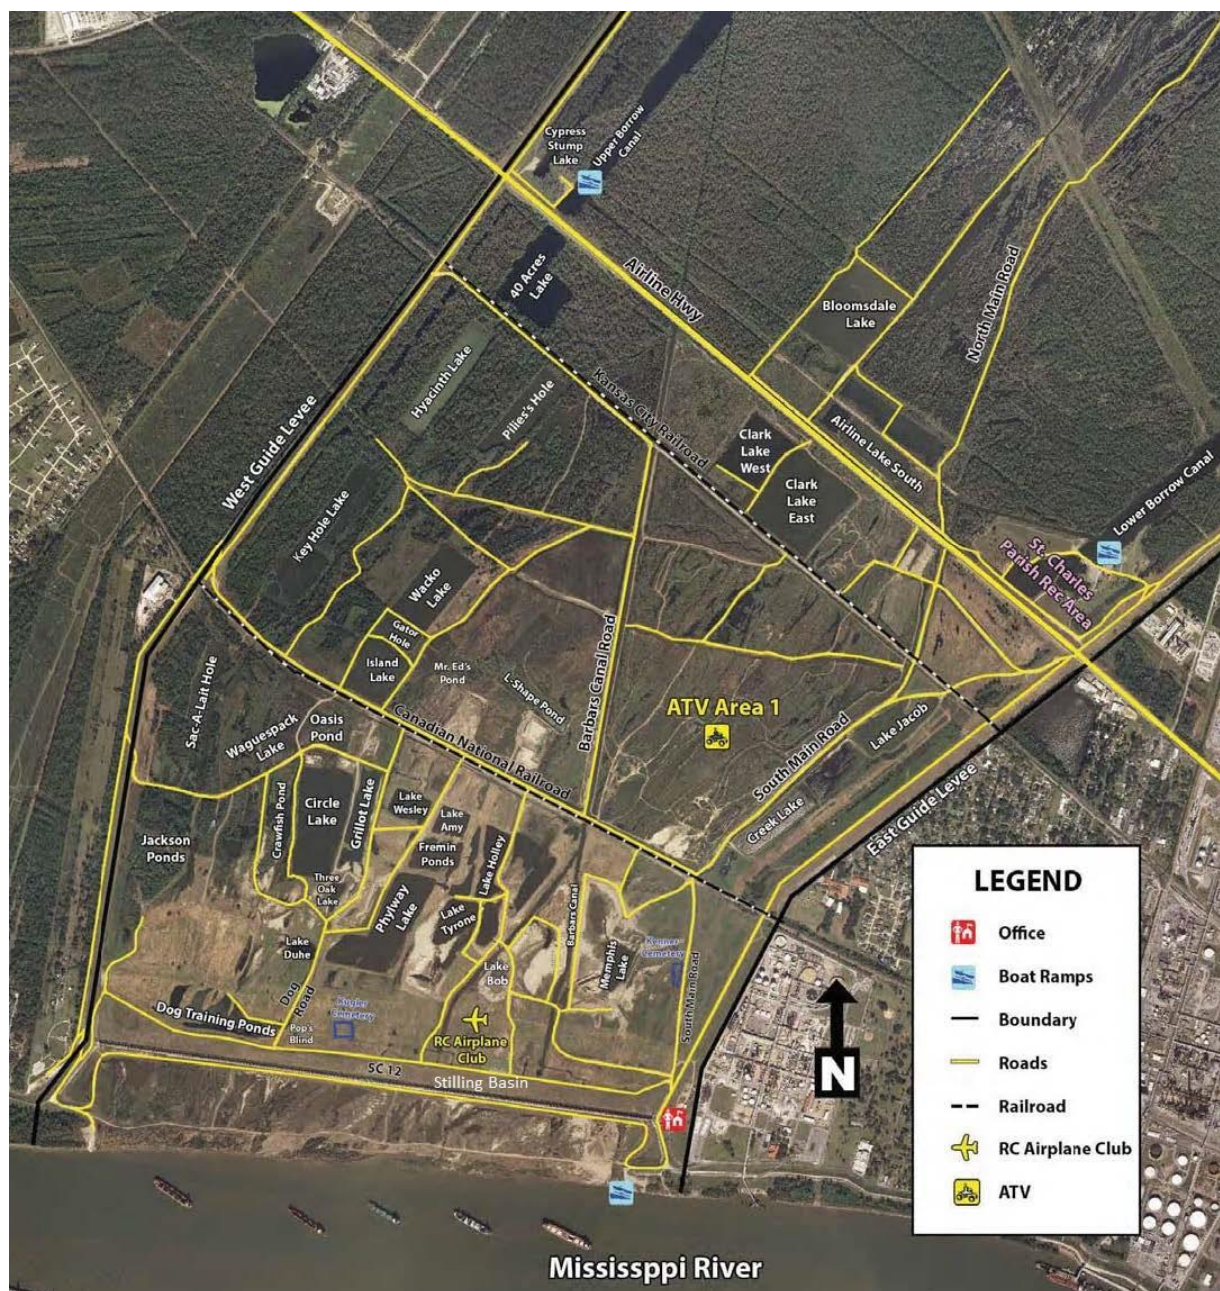 Cypress
Stump
Lake
Upper Borrow
Canal
40 Acres
Lake
Airline Hwy
Bloomsdale
Lake
North Main Road
Hyacinth Lake
Pilies's Hole
Kansas City Railroad
West Guide Levee
Clark
Lake
West
Clark
Lake
East
Airline Lake South
Lower Borrow Canal
St. Charles
Parish Rec Area
Key Hole Lake
Wacko
Lake
Gator
Hole
Island
Lake
Mr. Ed's
Pond
L-Shape Pond
Barbars Canal Road
ATV Area 1
Sac-A-Lait Hole
Waguespack
Lake
Oasis
Pond
Canadian National Railroad
South Main Road
Lake Jacob
Creek Lake
East Guide Levee
Jackson
Ponds
Crawfish Pond
Circle
Lake
Grillot Lake
Lake
Wesley
Lake
Amy
Fremin
Ponds
Lake Holley
Three
Oak
Lake
Phylway
Lake
Lake
Tyrone
Barbars Canal
Memphis
Lake
Kenner
Cemetery
South Main Road
Lake
Duhe
Lake
Bob
Dog
Road
Dog Training Ponds
Pop's
Blind
Kugler
Cemetery
RC Airplane
Club
SC 12
Stilling Basin
N
LEGEND
Office
Boat Ramps
Boundary
Roads
Railroad
RC Airplane Club
ATV
Mississppi River